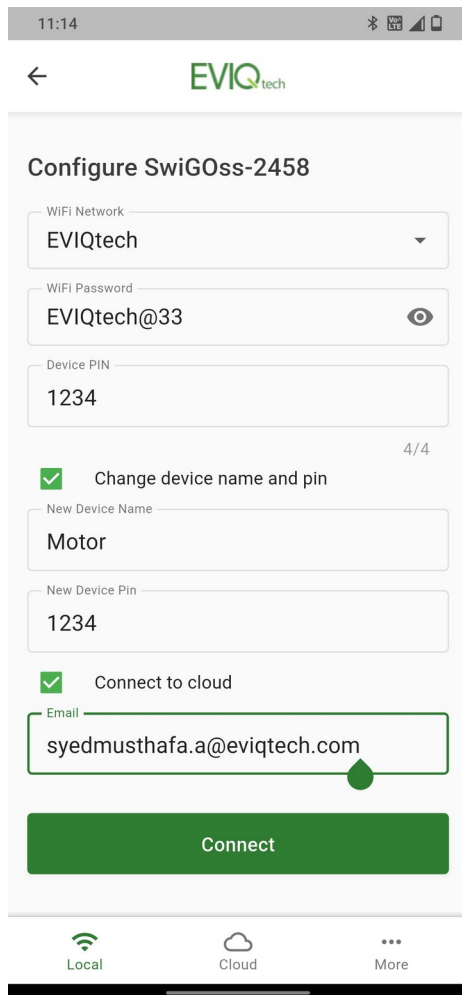 11:14
Vo) LTE
EVIQtech
Configure SwiGOss-2458
WiFi Network
EVIQtech
WiFi Password
EVIQtech@33
Device PIN
1234
4/4
Change device name and pin
New Device Name
Motor
New Device Pin
1234
Connect to cloud
Email
syedmusthafa.a@eviqtech.com
Connect
Local
Cloud
More